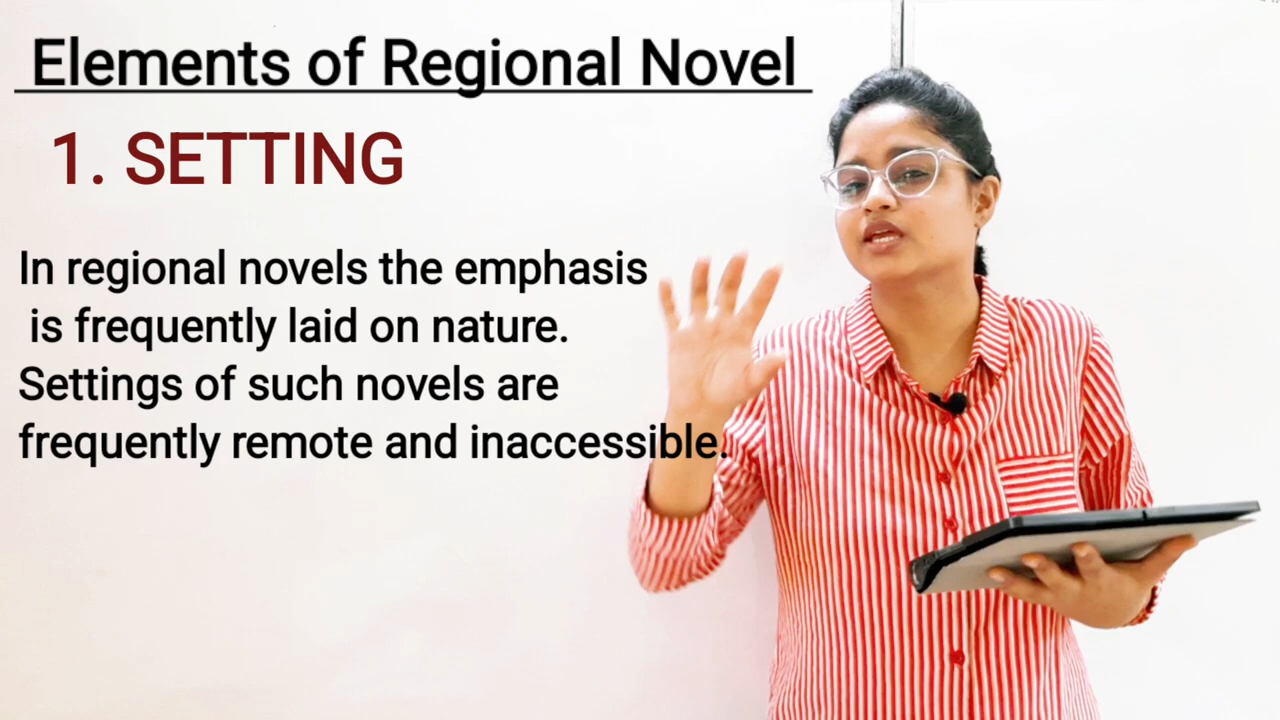 Elements of Regional Novel
1. SETTING
In regional novels the emphasis
is frequently laid on nature.
Settings of such novels are
frequently remote and inaccessible.